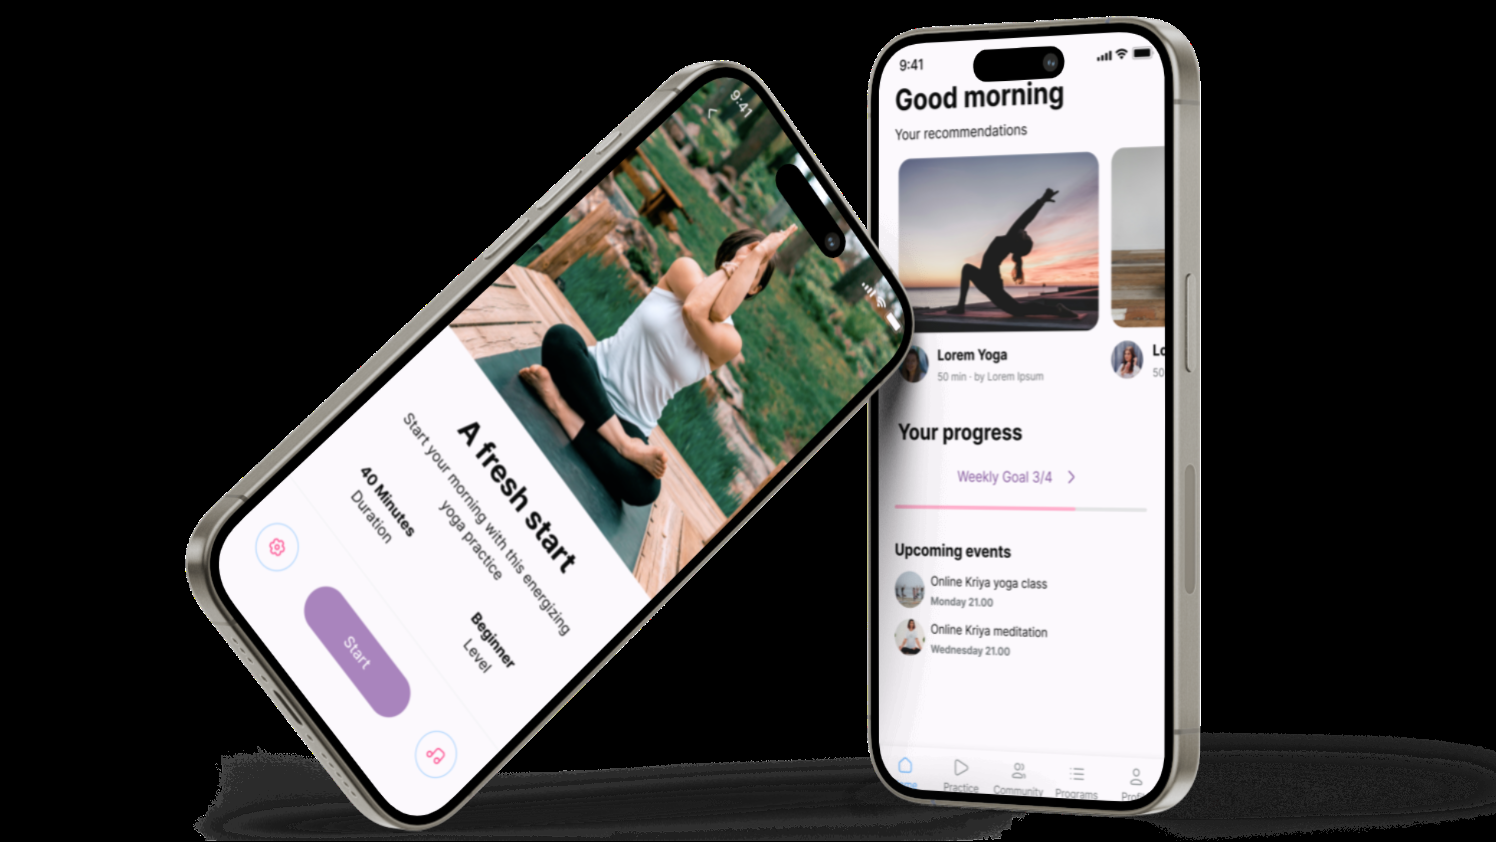 9:41
A fresh start
Start your morning with this energizing
yoga practice
40 Minutes
Duration
Beginner
Level
Start
9:41
Good morning
Your recommendations
Lorem Yoga
50 min · by Lorem Ipsum
Lo
50
Your progress
Weekly Goal 3/4
Upcoming events
Online Kriya yoga class
Monday 21.00
Online Kriya meditation
Wednesday 21.00
Practice
Community
Programs